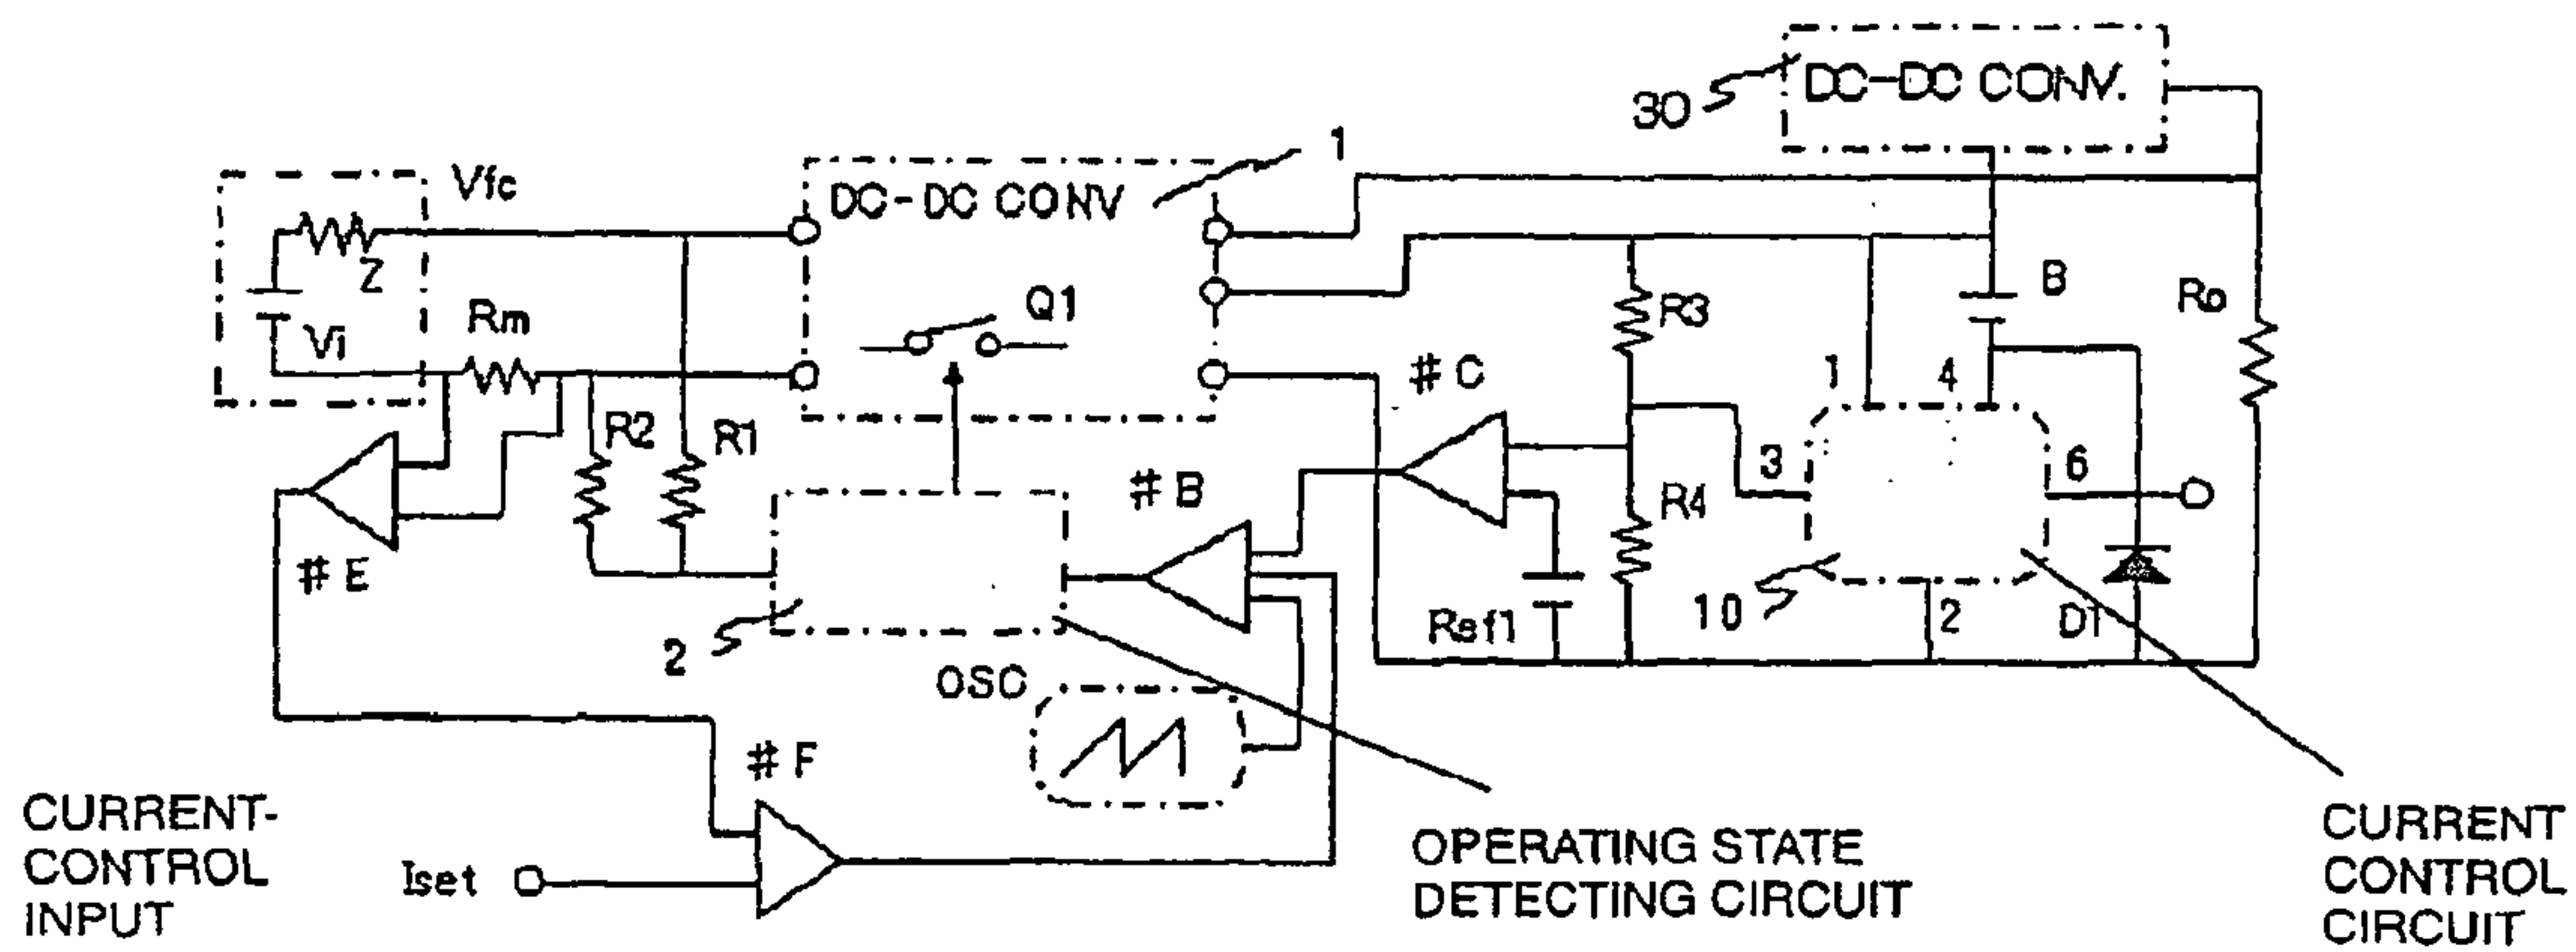 DC-DC CONV.
30
1
Vfc
DC-DC CONV
Z
B
Ro
Rm
Q1
R3
Vi
# C
1
4
R2
R1
3
6
# B
R4
# E
Rsf1
10
2
D1
2
OSC
# F
CURRENT-
CONTROL
INPUT
Iset
OPERATING STATE
DETECTING CIRCUIT
CURRENT
CONTROL
CIRCUIT